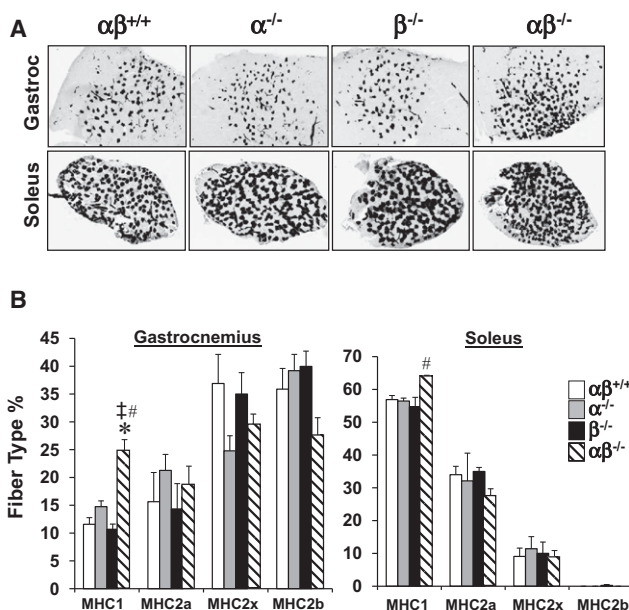 A
αβ+/+ α-/- β-/- αβ-/-
Gastroc
Soleus
B
Gastrocnemius
Soleus
Fiber Type %
45
40
35
30
25
20
15
10
5
0
‡#
*
MHC1 MHC2a MHC2x MHC2b
70
60
50
40
30
20
10
0
#
MHC1 MHC2a MHC2x MHC2b
αβ+/+
α-/-
β-/-
αβ-/-